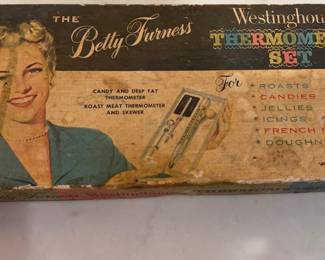 THE
Betty Furness
Westinghou
THERMOME
SET
CANDY AND DEEP FAT
THERMOMETER
ROAST MEAT THERMOMETER
AND SKEWER
For
• ROASTS
• CANDIES
• JELLIES
• ICINGS
• FRENCH
• DOUGHN
Westinghouse